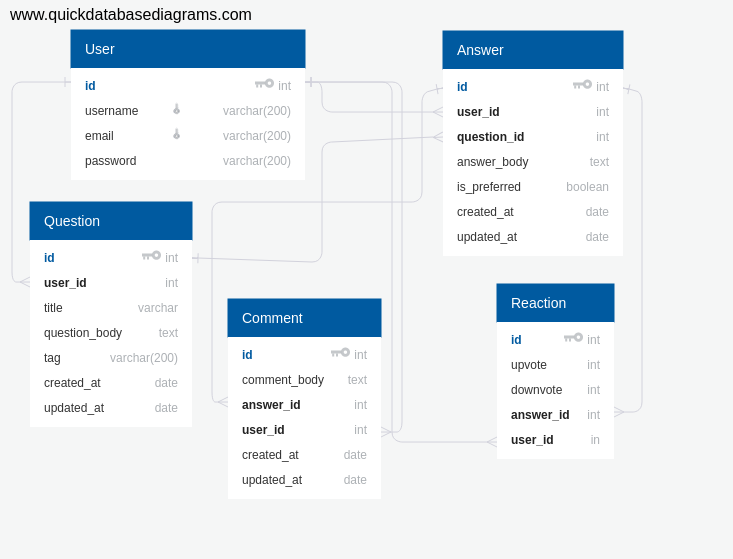 www.quickdatabasediagrams.com
User
id int
username varchar(200)
email varchar(200)
password varchar(200)
Answer
id int
user_id int
question_id int
answer_body text
is_preferred boolean
created_at date
updated_at date
Question
id int
user_id int
title varchar
question_body text
tag varchar(200)
created_at date
updated_at date
Comment
id int
comment_body text
answer_id int
user_id int
created_at date
updated_at date
Reaction
id int
upvote int
downvote int
answer_id int
user_id in